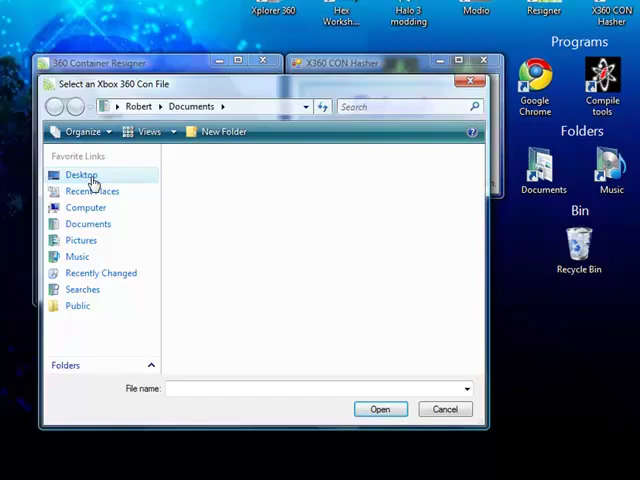 Xplorer 360
Hex
Worksh...
Halo 3
modding
Modio
Resigner
X360 CON
Hasher
Programs
360 Container Resigner
X360 CON Hasher
Select an Xbox 360 Con File
Robert Documents
Search
Organize
Views
New Folder
Google
Chrome
Compile
tools
Folders
Favorite Links
Desktop
Recent Places
Computer
Documents
Pictures
Music
Recently Changed
Searches
Public
Documents
Music
Bin
Recycle Bin
Folders
File name:
Open
Cancel